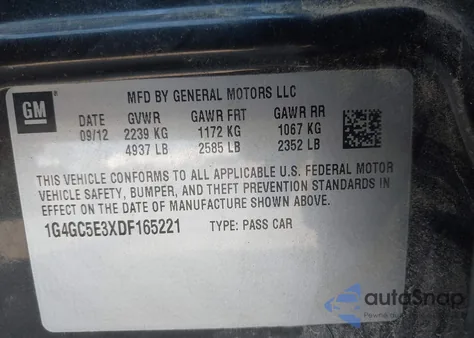 GM
MFD BY GENERAL MOTORS LLC
DATE GVWR GAWR FRT GAWR RR
09/12 2239 KG 1172 KG 1067 KG
4937 LB 2585 LB 2352 LB
THIS VEHICLE CONFORMS TO ALL APPLICABLE U.S. FEDERAL MOTOR
VEHICLE SAFETY, BUMPER, AND THEFT PREVENTION STANDARDS IN
EFFECT ON THE DATE OF MANUFACTURE SHOWN ABOVE.
1G4GC5E3XDF165221 TYPE: PASS CAR
autoSnap